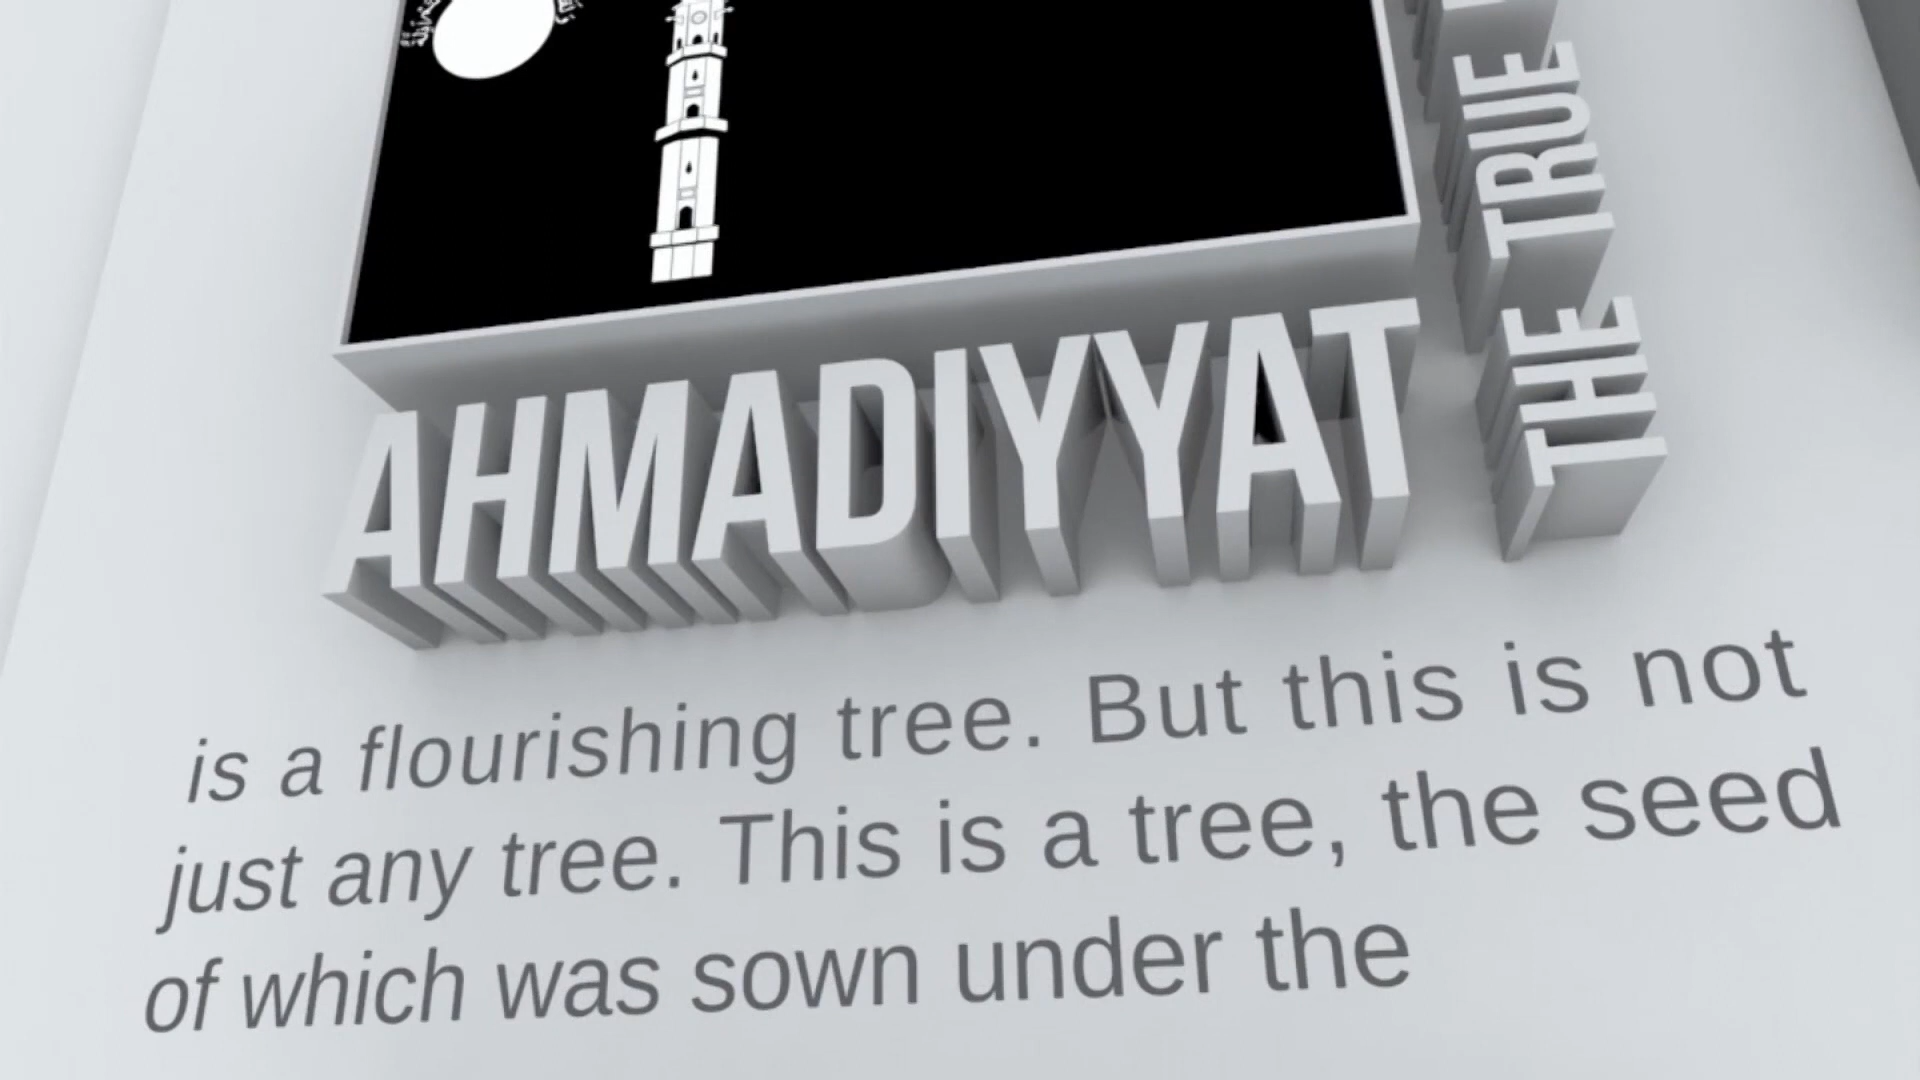 AHMADIYYAT
THE TRUE
is a flourishing tree. But this is not
just any tree. This is a tree, the seed
of which was sown under the